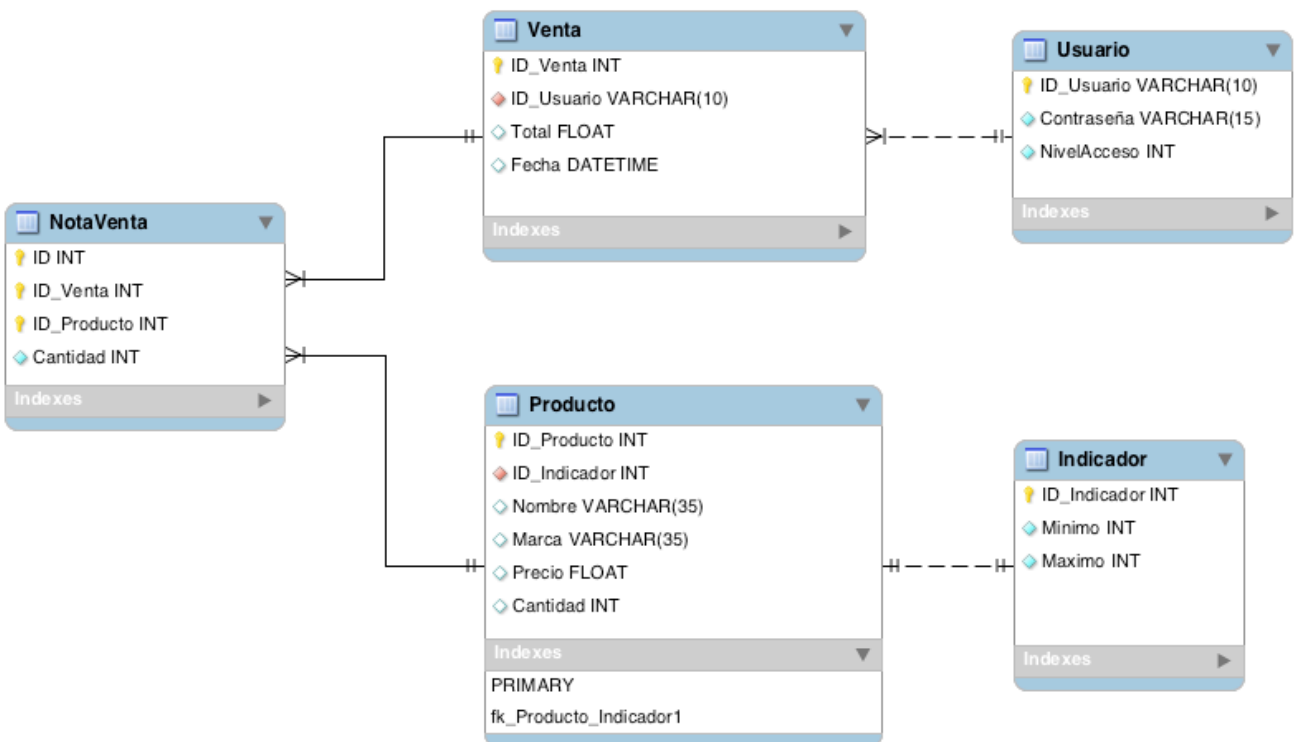 Venta
ID_Venta INT
ID_Usuario VARCHAR(10)
Total FLOAT
Fecha DATETIME
Indexes
Usuario
ID_Usuario VARCHAR(10)
Contraseña VARCHAR(15)
NivelAcceso INT
Indexes
NotaVenta
ID INT
ID_Venta INT
ID_Producto INT
Cantidad INT
Indexes
Producto
ID_Producto INT
ID_Indicador INT
Nombre VARCHAR(35)
Marca VARCHAR(35)
Precio FLOAT
Cantidad INT
Indexes
PRIMARY
fk_Producto_Indicador1
Indicador
ID_Indicador INT
Minimo INT
Maximo INT
Indexes